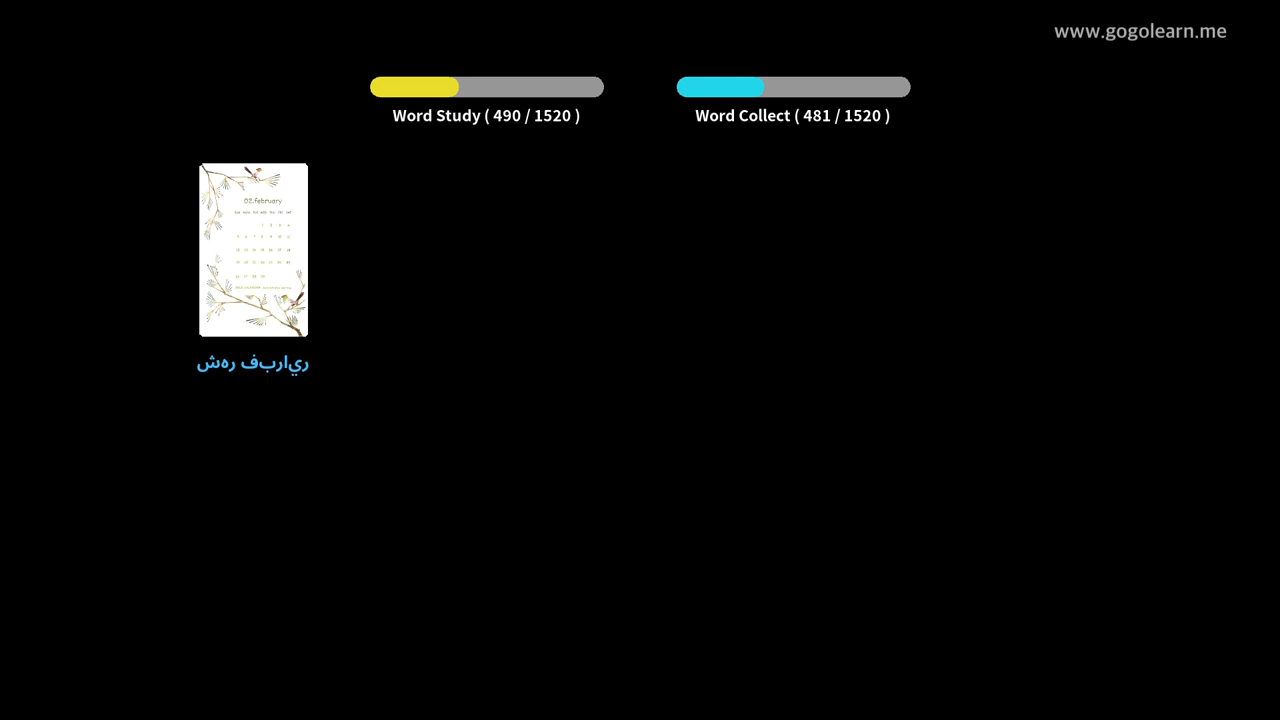 www.gogolearn.me
Word Study ( 490 / 1520 )
Word Collect ( 481 / 1520 )
02.february
شهر فبراير